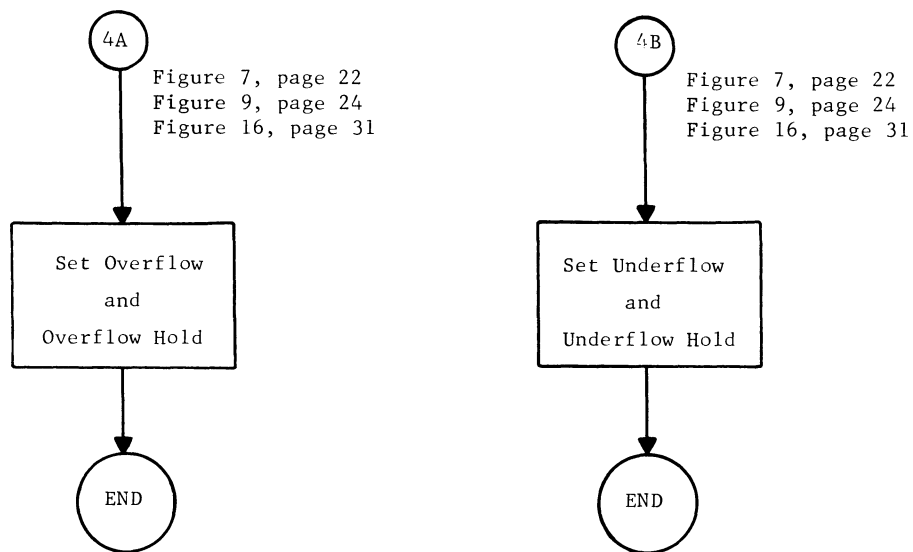 4A
Figure 7, page 22
Figure 9, page 24
Figure 16, page 31
Set Overflow
and
Overflow Hold
END
4B
Figure 7, page 22
Figure 9, page 24
Figure 16, page 31
Set Underflow
and
Underflow Hold
END